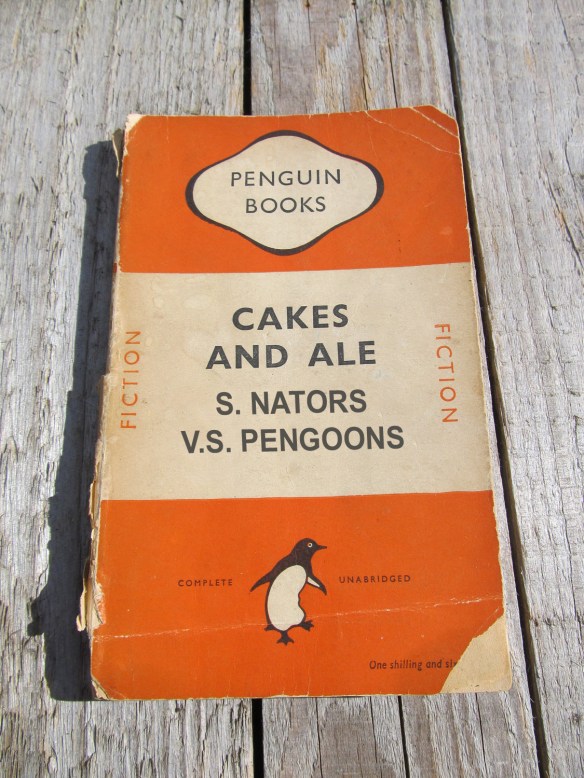 PENGUIN
BOOKS
CAKES
AND ALE
S. NATORS
V.S. PENGOONS
FICTION
FICTION
COMPLETE
UNABRIDGED
One shilling and